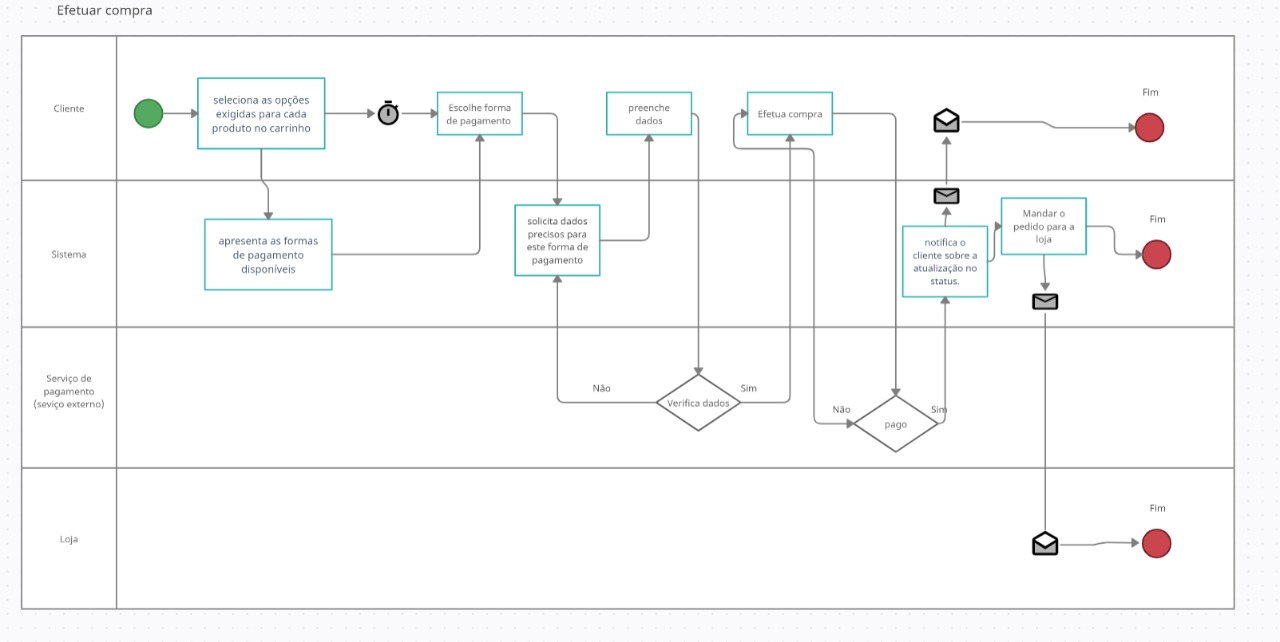 Efetuar compra
Cliente
seleciona as opções
exigidas para cada
produto no carrinho
Escolhe forma
de pagamento
preenche
dados
Efetua compra
Fim
Sistema
apresenta as formas
de pagamento
disponíveis
solicita dados
precisos para
este forma de
pagamento
notifica o
cliente sobre a
atualização no
status.
Mandar o
pedido para a
loja
Fim
Serviço de
pagamento
(seviço externo)
Não
Verifica dados
Sim
Não
pago
Sim
Loja
Fim